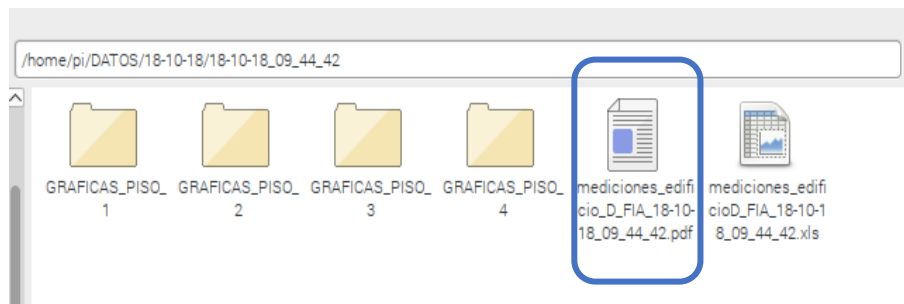 /home/pi/DATOS/18-10-18/18-10-18_09_44_42
GRAFICAS_PISO_
1
GRAFICAS_PISO_
2
GRAFICAS_PISO_
3
GRAFICAS_PISO_
4
mediciones_edifi
cio_D_FIA_18-10-
18_09_44_42.pdf
mediciones_edifi
cioD_FIA_18-10-1
8_09_44_42.xls